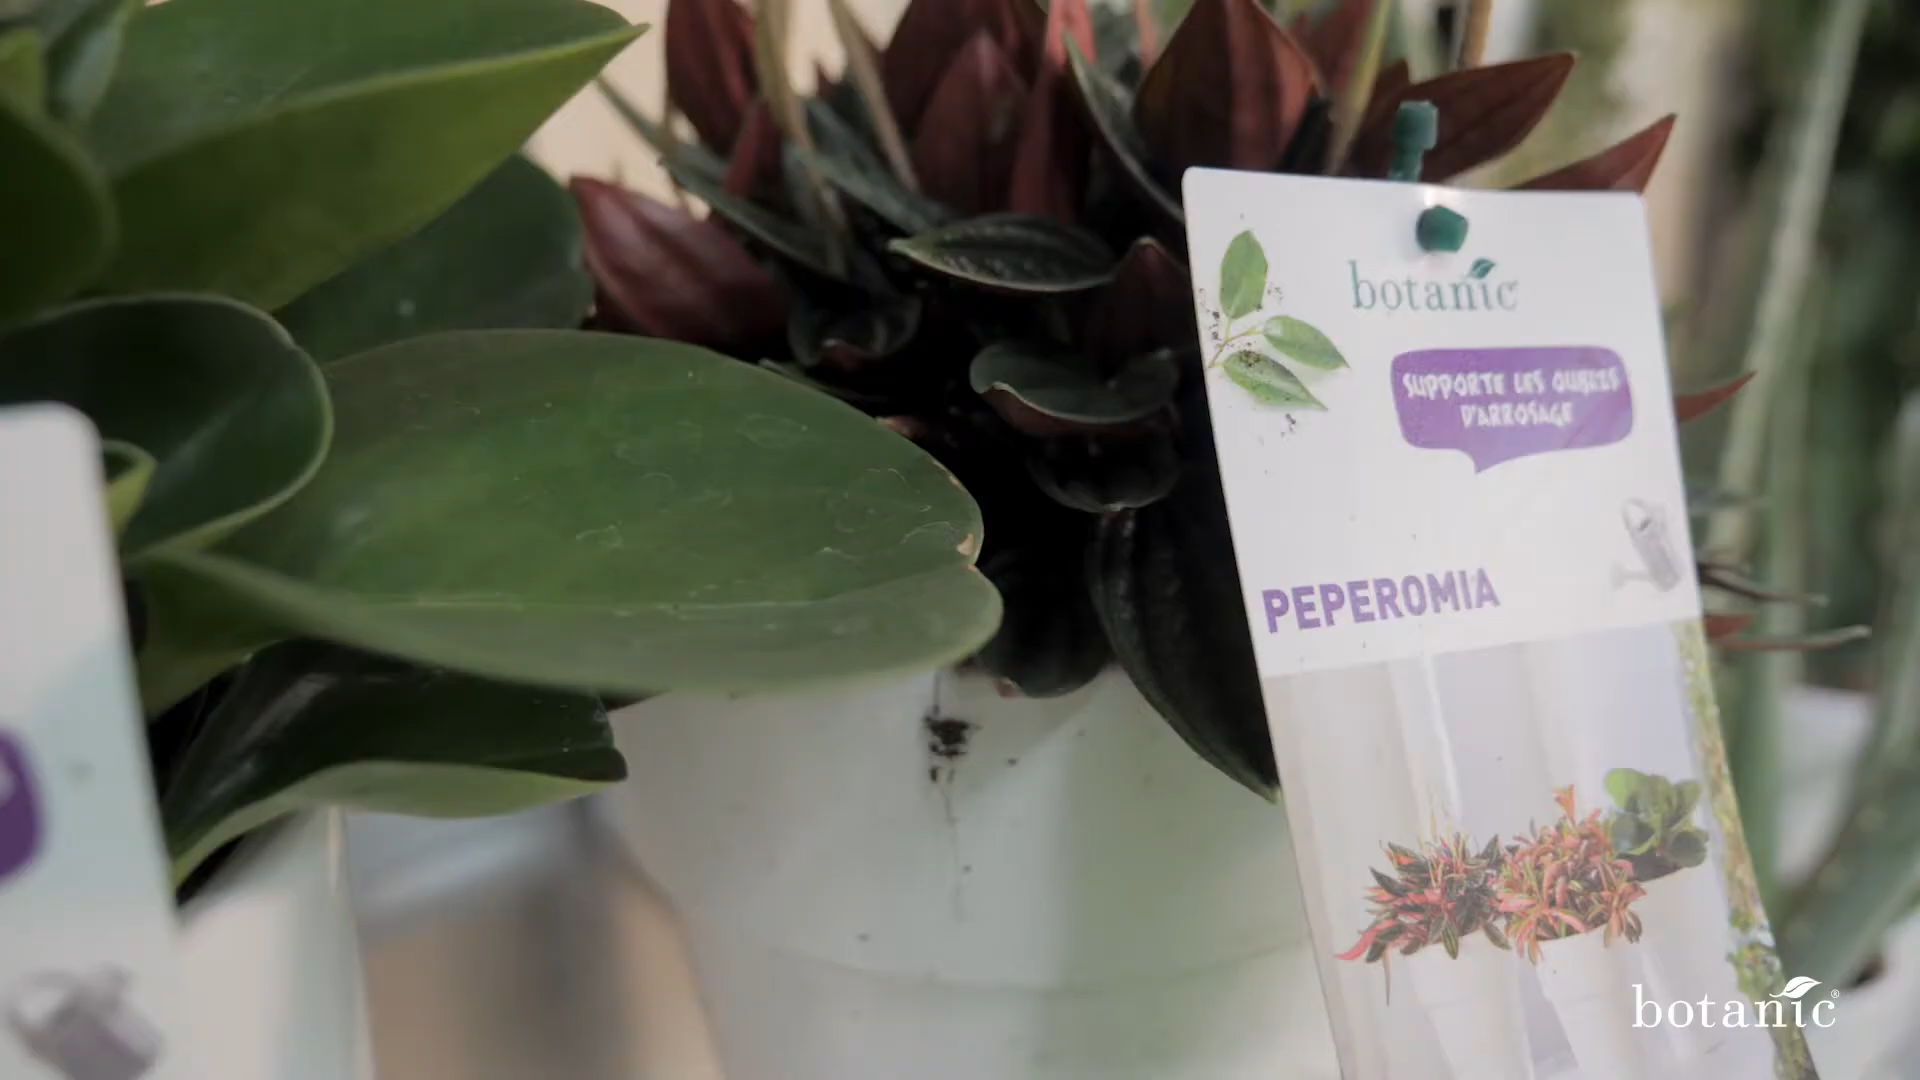 botanic
SUPPORTE LES OUBLIS
D'ARROSAGE
PEPEROMIA
botanic®